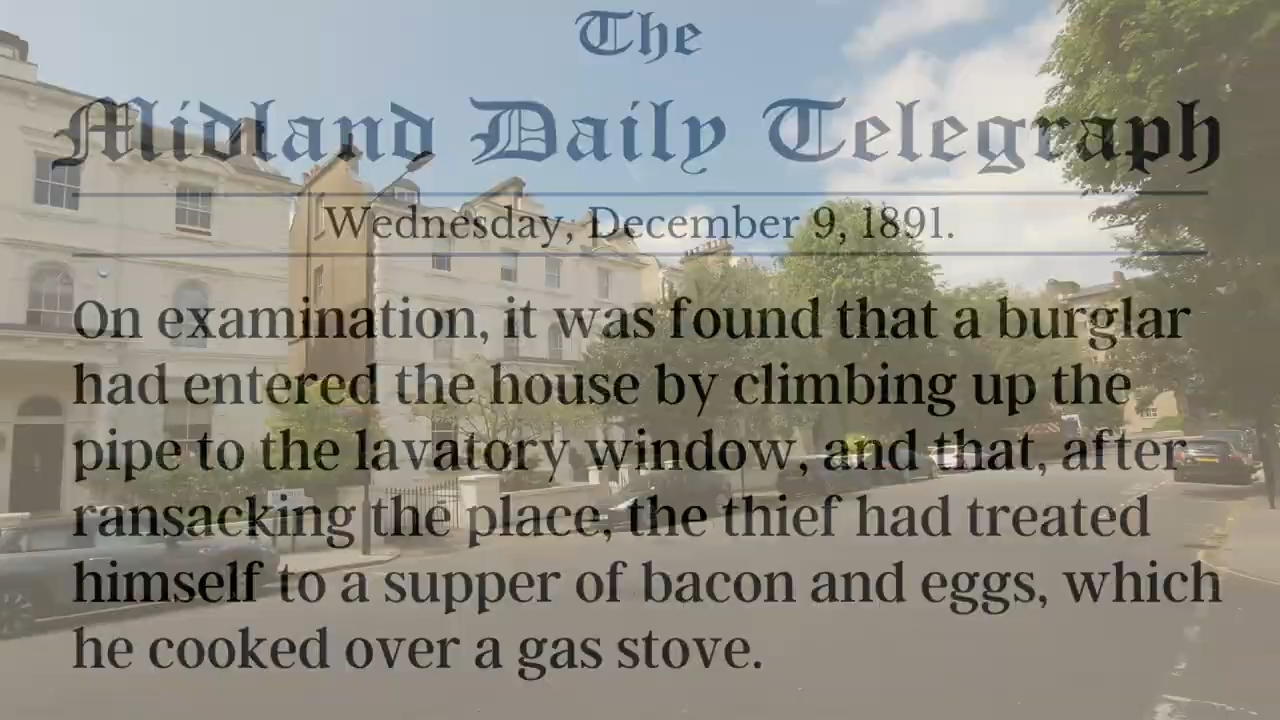 The
Midland Daily Telegraph
Wednesday, December 9, 1891.
On examination, it was found that a burglar
had entered the house by climbing up the
pipe to the lavatory window, and that, after
ransacking the place, the thief had treated
himself to a supper of bacon and eggs, which
he cooked over a gas stove.